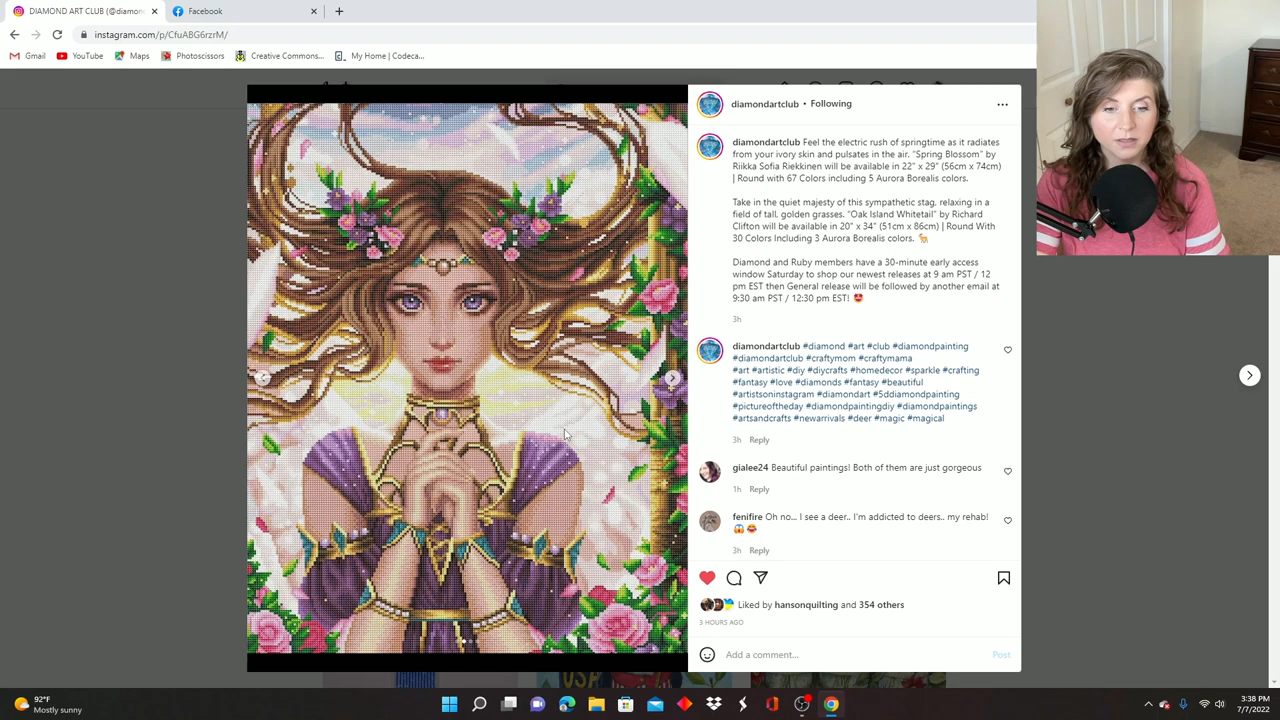 DIAMOND ART CLUB (@diamon
Facebook
instagram.com/p/CfuABG6rzrM/
Gmail
YouTube
Maps
Photoscissors
Creative Commons...
My Home | Codeca...
diamondartclub • Following
diamondartclub Feel the electric rush of springtime as it radiates
from your ivory skin and pulsates in the air. "Spring Blossom" by
Riikka Sofia Riekkinen will be available in 22" x 29" (56cm x 74cm)
| Round with 67 Colors including 5 Aurora Borealis colors.
Take in the quiet majesty of this sympathetic stag, relaxing in a
field of tall, golden grasses. "Oak Island Whitetail" by Richard
Clifton will be available in 20" x 34" (51cm x 86cm) | Round With
30 Colors Including 3 Aurora Borealis colors. 🦌
Diamond and Ruby members have a 30-minute early access
window Saturday to shop our newest releases at 9 am PST / 12
pm EST then General release will be followed by another email at
9:30 am PST / 12:30 pm EST! 😍
3h
diamondartclub #diamond #art #club #diamondpainting
#diamondartclub #craftymom #craftymama
#art #artistic #diy #diycrafts #homedecor #sparkle #crafting
#fantasy #love #diamonds #fantasy #beautiful
#artistsoninstagram #diamondart #5ddiamondpainting
#pictureoftheday #diamondpaintingdiy #diamondpaintings
#artsandcrafts #newarrivals #deer #magic #magical
3h Reply
gialee24 Beautiful paintings! Both of them are just gorgeous
1h Reply
fenifire Oh no... I see a deer.. I'm addicted to deers.. my rehab!
😱😂
3h Reply
Liked by hansonquilting and 354 others
3 HOURS AGO
Add a comment...
Post
USA
92°F
Mostly sunny
3:38 PM
7/7/2022